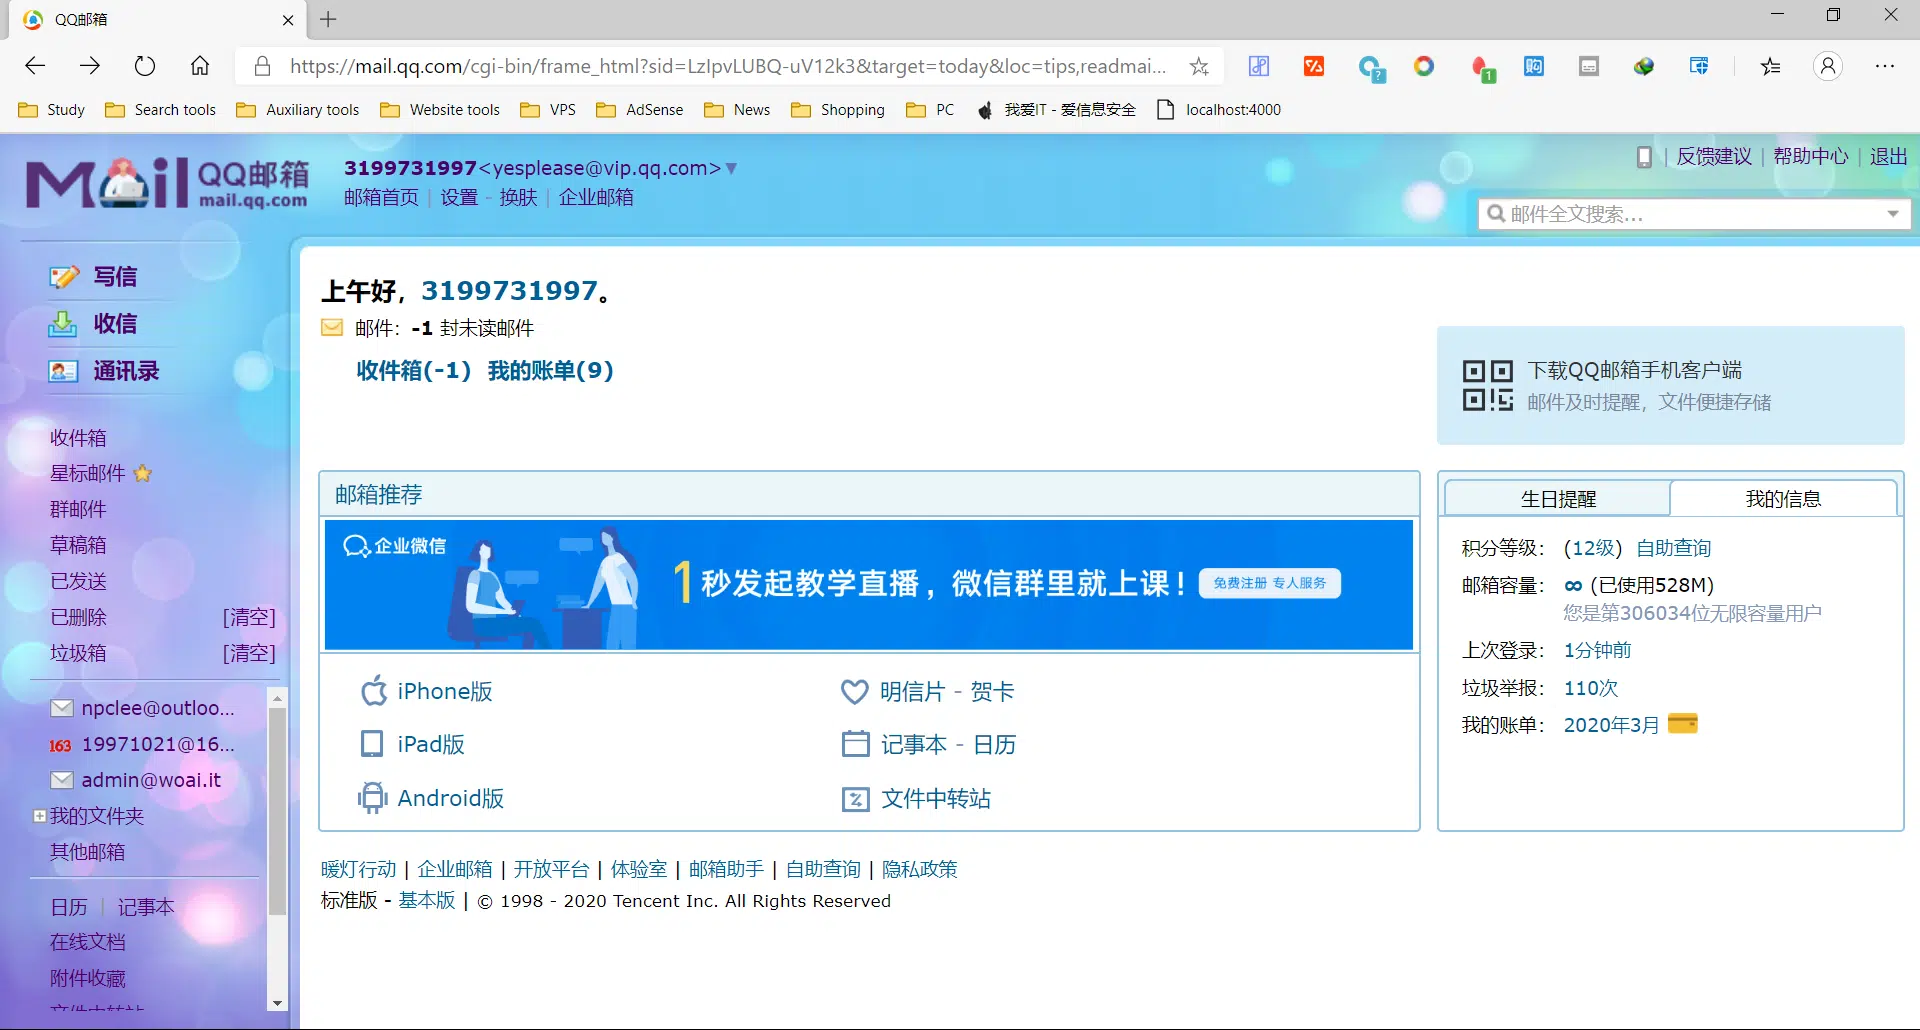 QQ邮箱
https://mail.qq.com/cgi-bin/frame_html?sid=LzIpvLUBQ-uV12k3&target=today&loc=tips,readmai...
Study Search tools Auxiliary tools Website tools VPS AdSense News Shopping PC 我爱IT - 爱信息安全 localhost:4000
Mail QQ邮箱
mail.qq.com
3199731997<yesplease@vip.qq.com>
邮箱首页 | 设置 - 换肤 | 企业邮箱
反馈建议 | 帮助中心 | 退出
邮件全文搜索...
写信
收信
通讯录
收件箱
星标邮件
群邮件
草稿箱
已发送
已删除 [清空]
垃圾箱 [清空]
npclee@outloo...
163 19971021@16...
admin@woai.it
我的文件夹
其他邮箱
日历 | 记事本
在线文档
附件收藏
文件中转站
上午好，3199731997。
邮件：-1 封未读邮件
收件箱(-1) 我的账单(9)
下载QQ邮箱手机客户端
邮件及时提醒，文件便捷存储
邮箱推荐
企业微信
1秒发起教学直播，微信群里就上课！ 免费注册 专人服务
iPhone版 明信片 - 贺卡
iPad版 记事本 - 日历
Android版 文件中转站
生日提醒 我的信息
积分等级： (12级) 自助查询
邮箱容量： ∞ (已使用528M)
您是第306034位无限容量用户
上次登录： 1分钟前
垃圾举报： 110次
我的账单： 2020年3月
暖灯行动 | 企业邮箱 | 开放平台 | 体验室 | 邮箱助手 | 自助查询 | 隐私政策
标准版 - 基本版 | © 1998 - 2020 Tencent Inc. All Rights Reserved